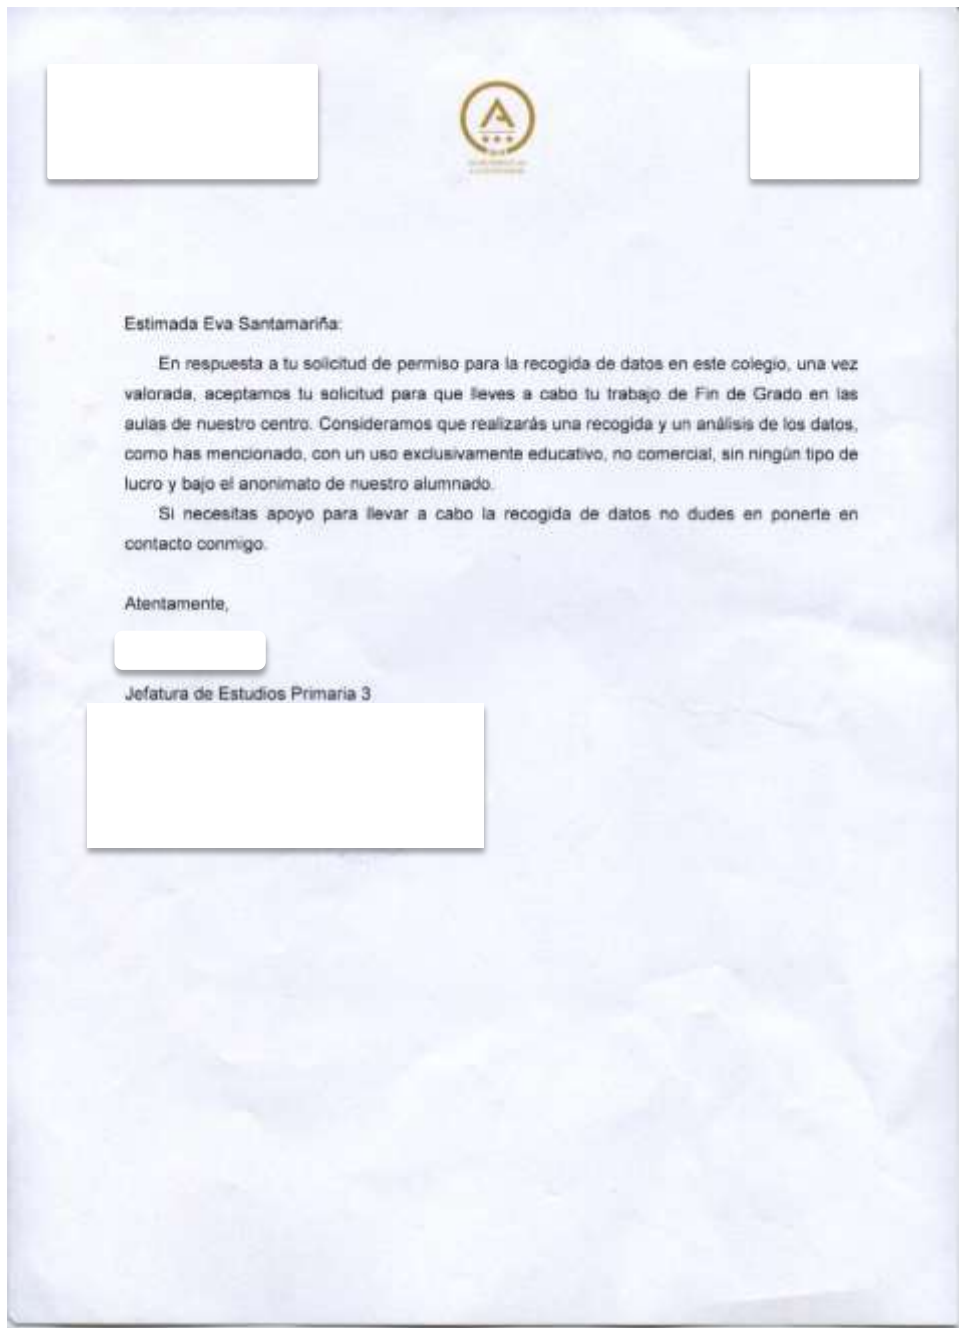 Estimada Eva Santamariña:
En respuesta a tu solicitud de permiso para la recogida de datos en este colegio, una vez
valorada, aceptamos tu solicitud para que lleves a cabo tu trabajo de Fin de Grado en las
aulas de nuestro centro. Consideramos que realizarás una recogida y un análisis de los datos,
como has mencionado, con un uso exclusivamente educativo, no comercial, sin ningún tipo de
lucro y bajo el anonimato de nuestro alumnado.
Si necesitas apoyo para llevar a cabo la recogida de datos no dudes en ponerte en
contacto conmigo.
Atentamente,
Jefatura de Estudios Primaria 3